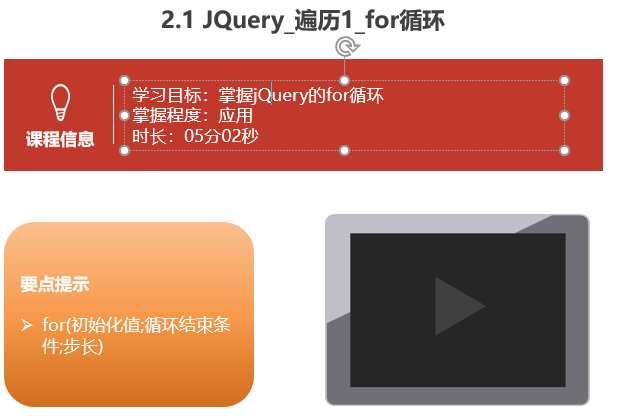 2.1 JQuery_遍历1_for循环
学习目标：掌握jQuery的for循环
掌握程度：应用
时长：05分02秒
课程信息
要点提示
➢ for(初始化值;循环结束条
件;步长)